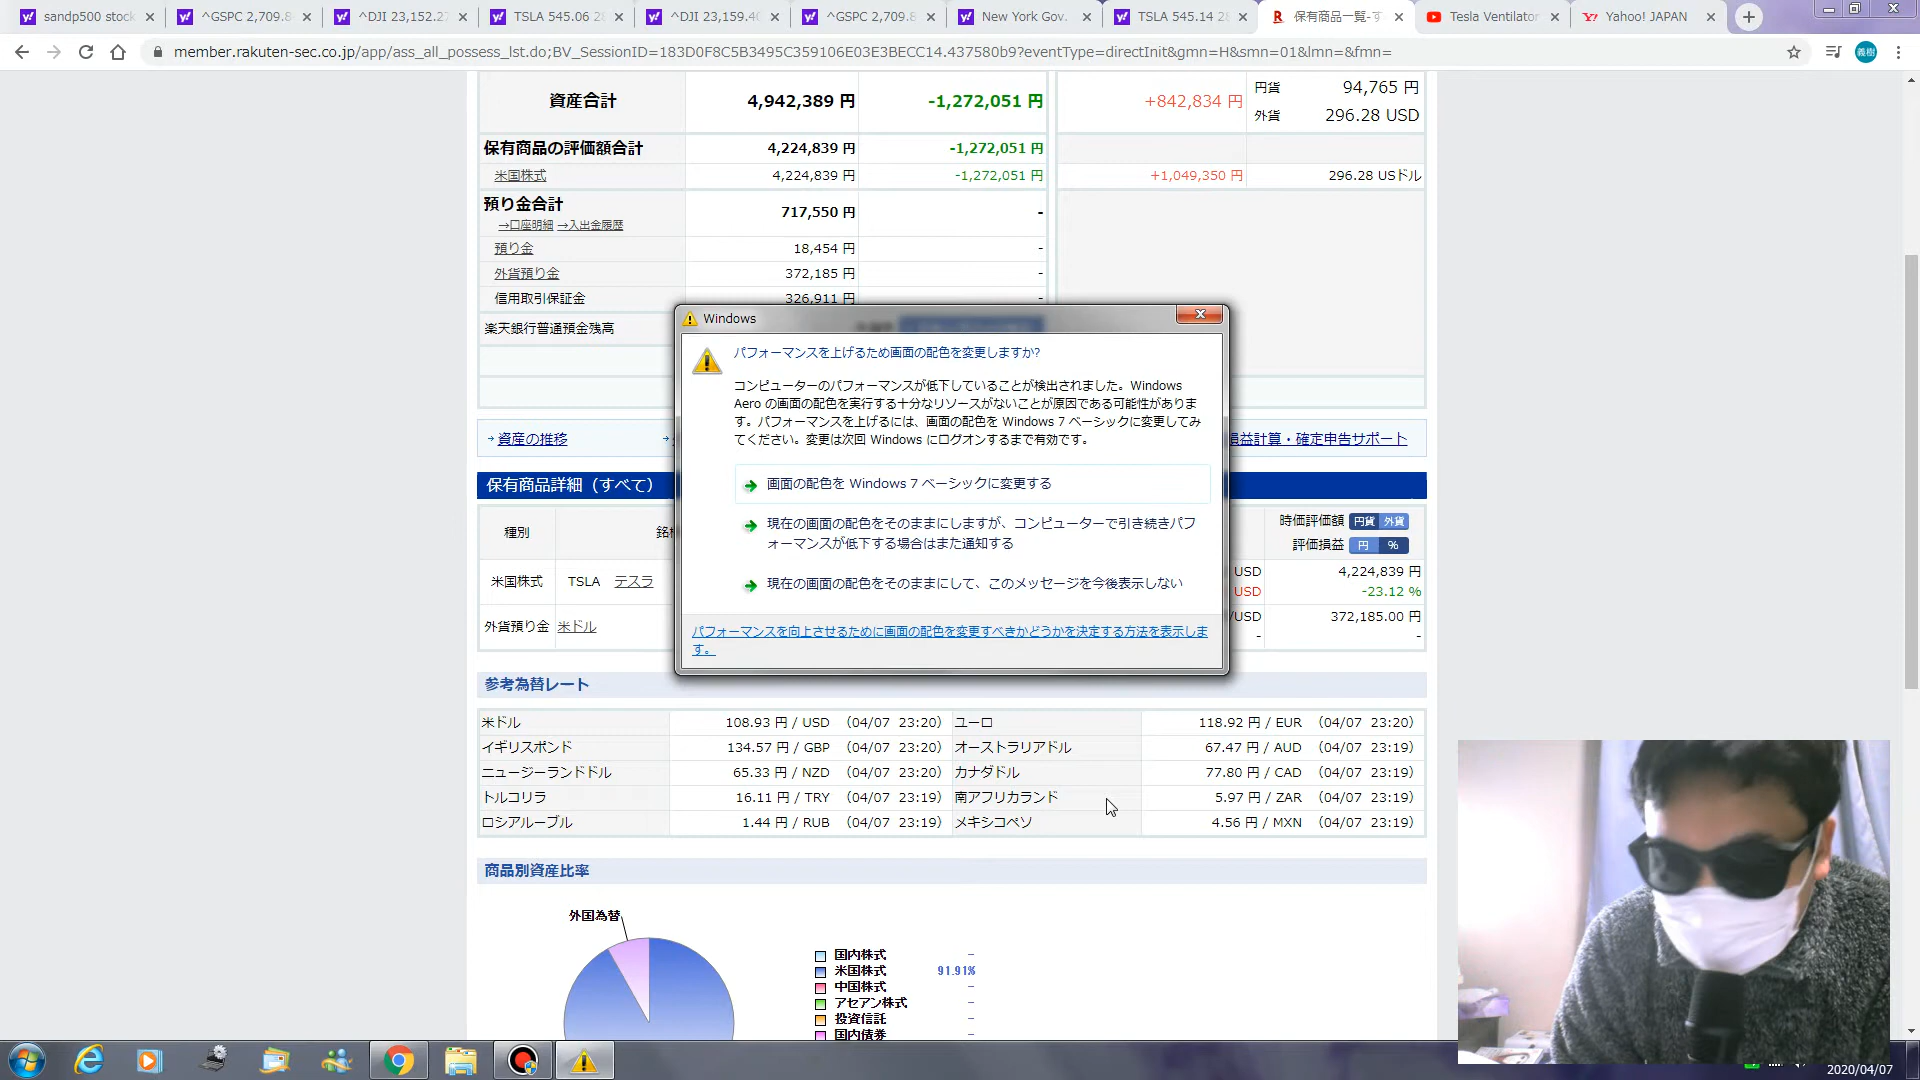 sandp500 stock
^GSPC 2,709.8
^DJI 23,152.27
TSLA 545.06 28
^DJI 23,159.40
^GSPC 2,709.8
New York Gov.
TSLA 545.14 28
保有商品一覧-す
Tesla Ventilator
Yahoo! JAPAN
member.rakuten-sec.co.jp/app/ass_all_possess_lst.do;BV_SessionID=183D0F8C5B3495C359106E03E3BECC14.437580b9?eventType=directInit&gmn=H&smn=01&lmn=&fmn=
義樹
資産合計 4,942,389 円 -1,272,051 円 +842,834 円
円貨 94,765 円
外貨 296.28 USD
保有商品の評価額合計 4,224,839 円 -1,272,051 円
米国株式 4,224,839 円 -1,272,051 円 +1,049,350 円 296.28 USドル
預り金合計 717,550 円 -
→口座明細 →入出金履歴
預り金 18,454 円 -
外貨預り金 372,185 円 -
信用取引保証金 326,911 円 -
楽天銀行普通預金残高
Windows
パフォーマンスを上げるため画面の配色を変更しますか?
コンピューターのパフォーマンスが低下していることが検出されました。Windows
Aero の画面の配色を実行する十分なリソースがないことが原因である可能性がありま
す。パフォーマンスを上げるには、画面の配色を Windows 7 ベーシックに変更してみ
てください。変更は次回 Windows にログオンするまで有効です。
画面の配色を Windows 7 ベーシックに変更する
現在の画面の配色をそのままにしますが、コンピューターで引き続きパフ
ォーマンスが低下する場合はまた通知する
現在の画面の配色をそのままにして、このメッセージを今後表示しない
パフォーマンスを向上させるために画面の配色を変更すべきかどうかを決定する方法を表示しま
す。
資産の推移
益計算・確定申告サポート
保有商品詳細（すべて）
種別
時価評価額 円貨 外貨
評価損益 円 %
米国株式 TSLA テスラ USD 4,224,839 円
USD -23.12 %
外貨預り金 米ドル /USD 372,185.00 円
- -
参考為替レート
米ドル 108.93 円 / USD （04/07 23:20） ユーロ 118.92 円 / EUR （04/07 23:20）
イギリスポンド 134.57 円 / GBP （04/07 23:20） オーストラリアドル 67.47 円 / AUD （04/07 23:19）
ニュージーランドドル 65.33 円 / NZD （04/07 23:20） カナダドル 77.80 円 / CAD （04/07 23:19）
トルコリラ 16.11 円 / TRY （04/07 23:19） 南アフリカランド 5.97 円 / ZAR （04/07 23:19）
ロシアルーブル 1.44 円 / RUB （04/07 23:19） メキシコペソ 4.56 円 / MXN （04/07 23:19）
商品別資産比率
外国為替
国内株式 -
米国株式 91.91%
中国株式 -
アセアン株式 -
投資信託 -
国内債券 -
2020/04/07